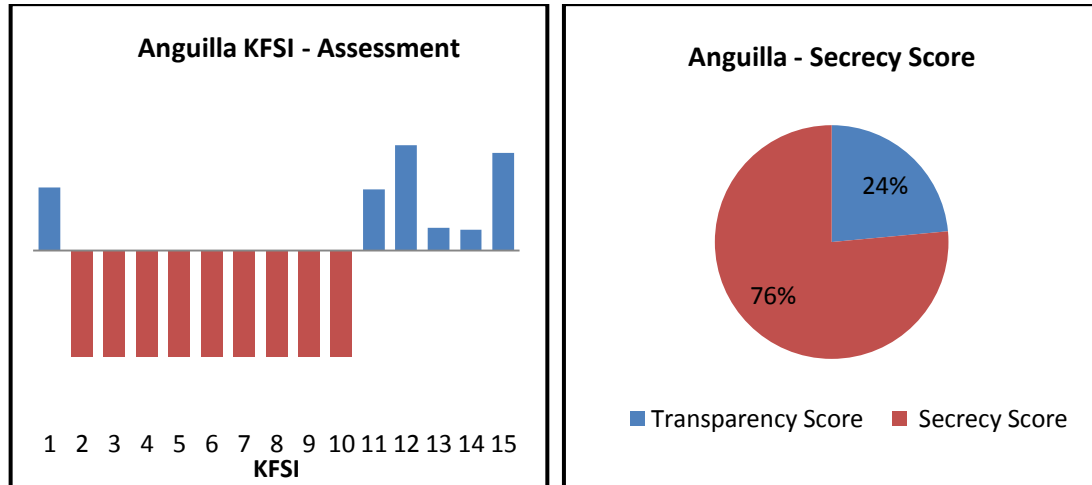 Anguilla KFSI - Assessment
1 2 3 4 5 6 7 8 9 10 11 12 13 14 15
KFSI
Anguilla - Secrecy Score
24%
76%
Transparency Score Secrecy Score